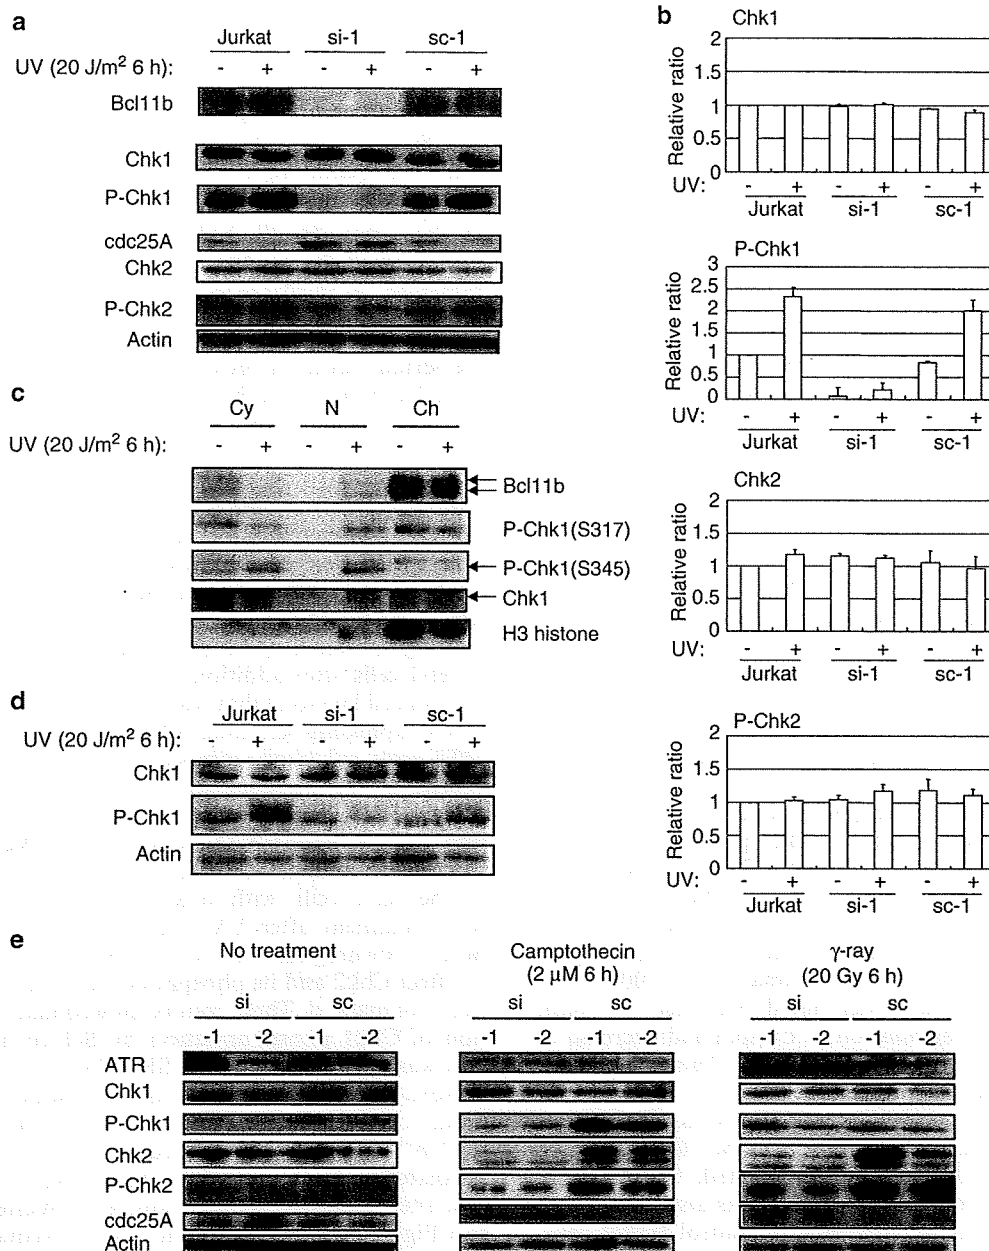 a
Jurkat si-1 sc-1
UV (20 J/m² 6 h): - + - + - +
Bcl11b
Chk1
P-Chk1
cdc25A
Chk2
P-Chk2
Actin
b
Chk1
Relative ratio
2
1.5
1
0.5
0
UV: - + - + - +
Jurkat si-1 sc-1
P-Chk1
Relative ratio
3
2.5
2
1.5
1
0.5
0
UV: - + - + - +
Jurkat si-1 sc-1
Chk2
Relative ratio
2
1.5
1
0.5
0
UV: - + - + - +
Jurkat si-1 sc-1
P-Chk2
Relative ratio
2
1.5
1
0.5
0
UV: - + - + - +
Jurkat si-1 sc-1
c
Cy N Ch
UV (20 J/m² 6 h): - + - + - +
Bcl11b
P-Chk1(S317)
P-Chk1(S345)
Chk1
H3 histone
d
Jurkat si-1 sc-1
UV (20 J/m² 6 h): - + - + - +
Chk1
P-Chk1
Actin
e
No treatment
si sc
-1 -2 -1 -2
Camptothecin
(2 μM 6 h)
si sc
-1 -2 -1 -2
γ-ray
(20 Gy 6 h)
si sc
-1 -2 -1 -2
ATR
Chk1
P-Chk1
Chk2
P-Chk2
cdc25A
Actin